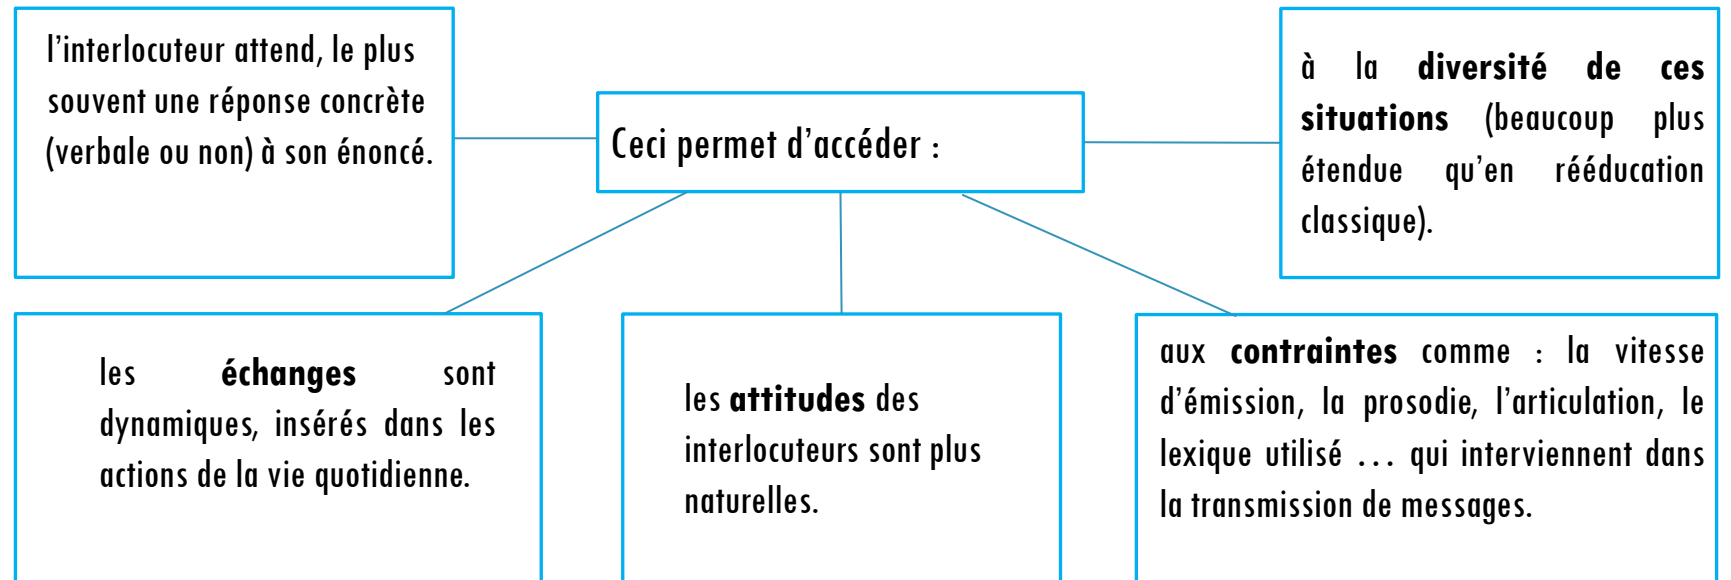 l’interlocuteur attend, le plus
souvent une réponse concrète
(verbale ou non) à son énoncé.
Ceci permet d’accéder :
à la diversité de ces
situations (beaucoup plus
étendue qu’en rééducation
classique).
les échanges sont
dynamiques, insérés dans les
actions de la vie quotidienne.
les attitudes des
interlocuteurs sont plus
naturelles.
aux contraintes comme : la vitesse
d’émission, la prosodie, l’articulation, le
lexique utilisé … qui interviennent dans
la transmission de messages.